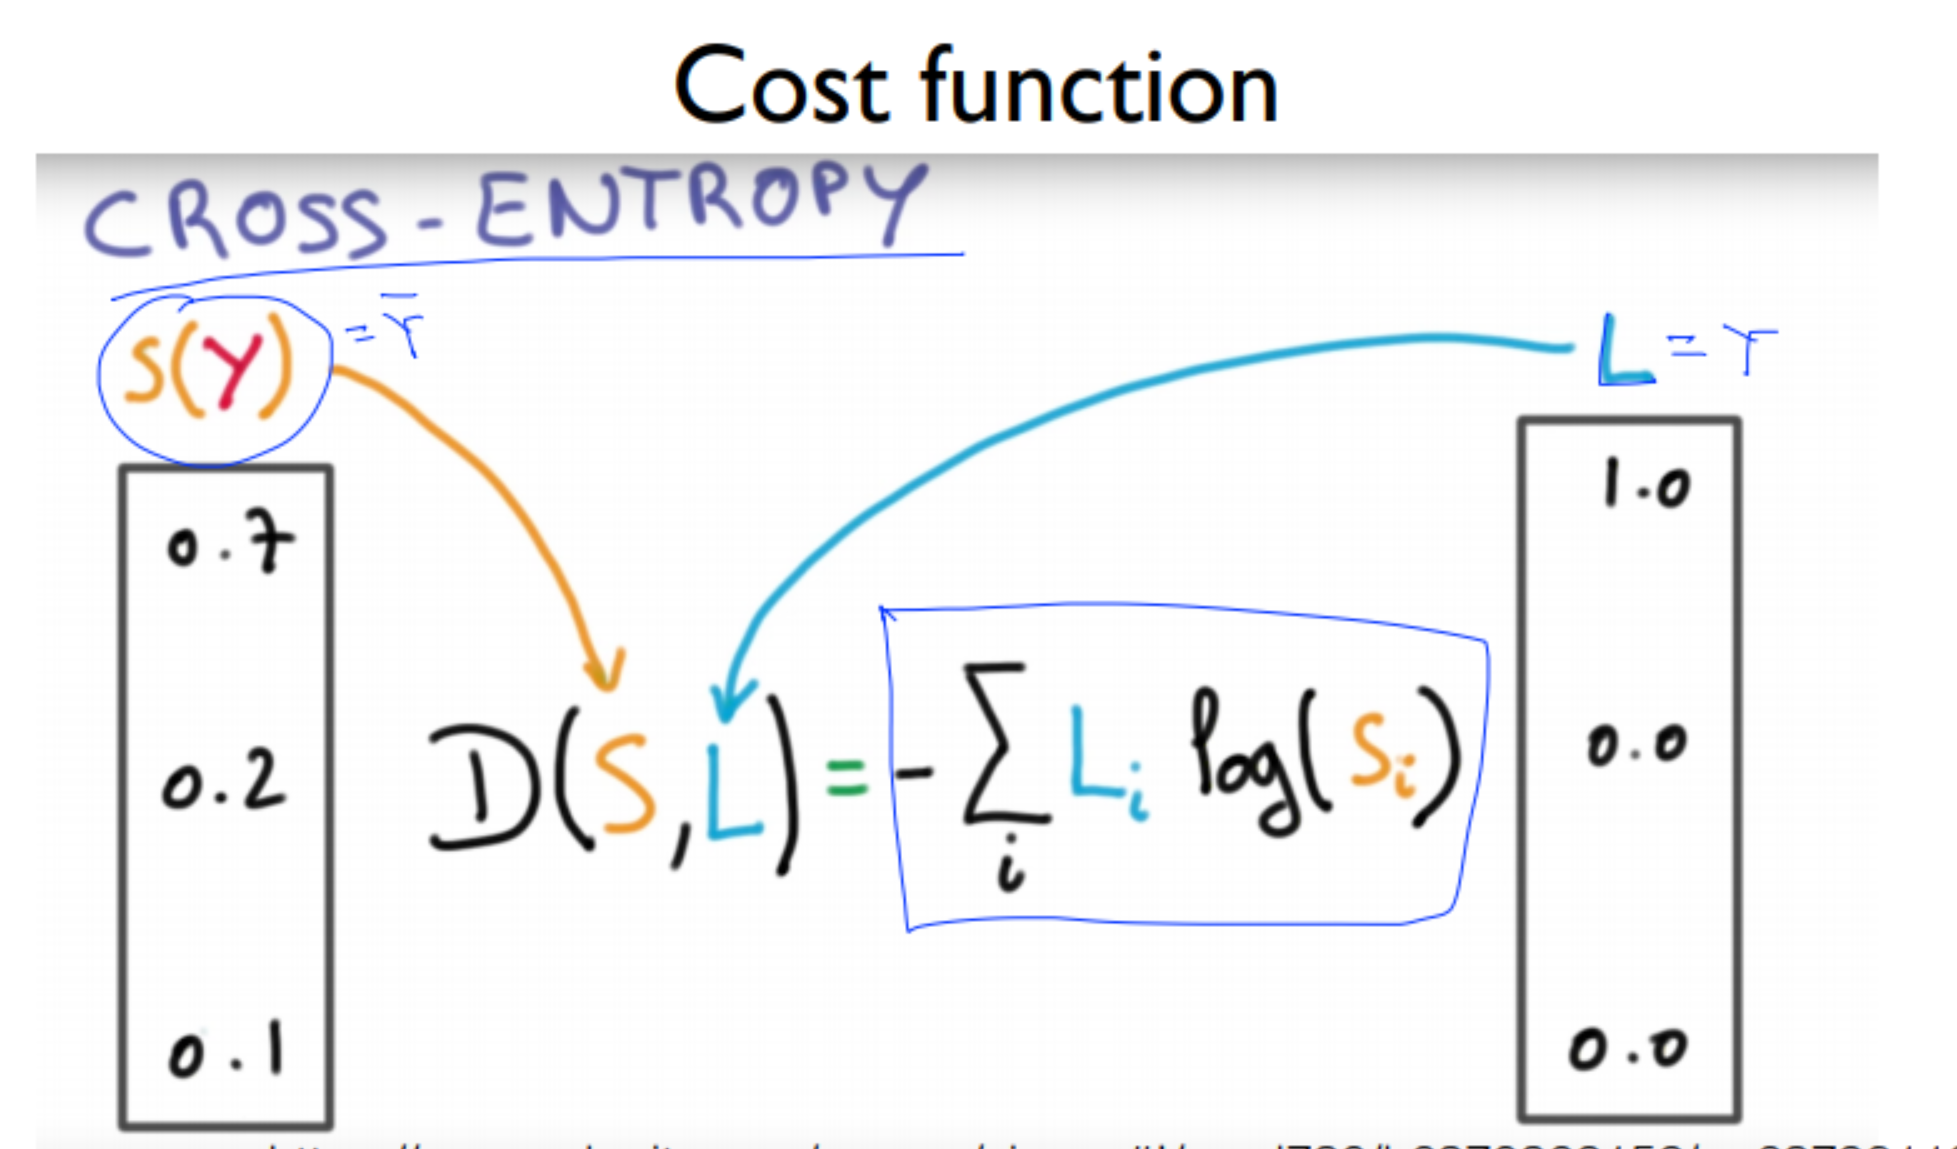 Cost function
CROSS-ENTROPY
S(Y) = Ȳ
L = Y
0.7
0.2
0.1
D(S,L) = -∑ᵢ Lᵢ log(Sᵢ)
1.0
0.0
0.0